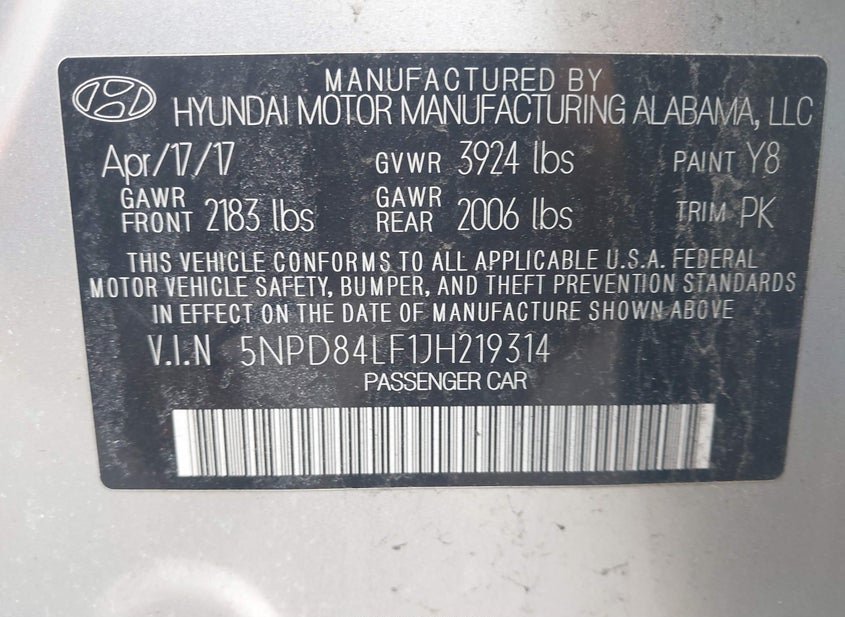 MANUFACTURED BY
HYUNDAI MOTOR MANUFACTURING ALABAMA, LLC
Apr/17/17 GVWR 3924 lbs PAINT Y8
GAWR FRONT 2183 lbs GAWR REAR 2006 lbs TRIM PK
THIS VEHICLE CONFORMS TO ALL APPLICABLE U.S.A. FEDERAL
MOTOR VEHICLE SAFETY, BUMPER, AND THEFT PREVENTION STANDARDS
IN EFFECT ON THE DATE OF MANUFACTURE SHOWN ABOVE
V.I.N 5NPD84LF1JH219314
PASSENGER CAR